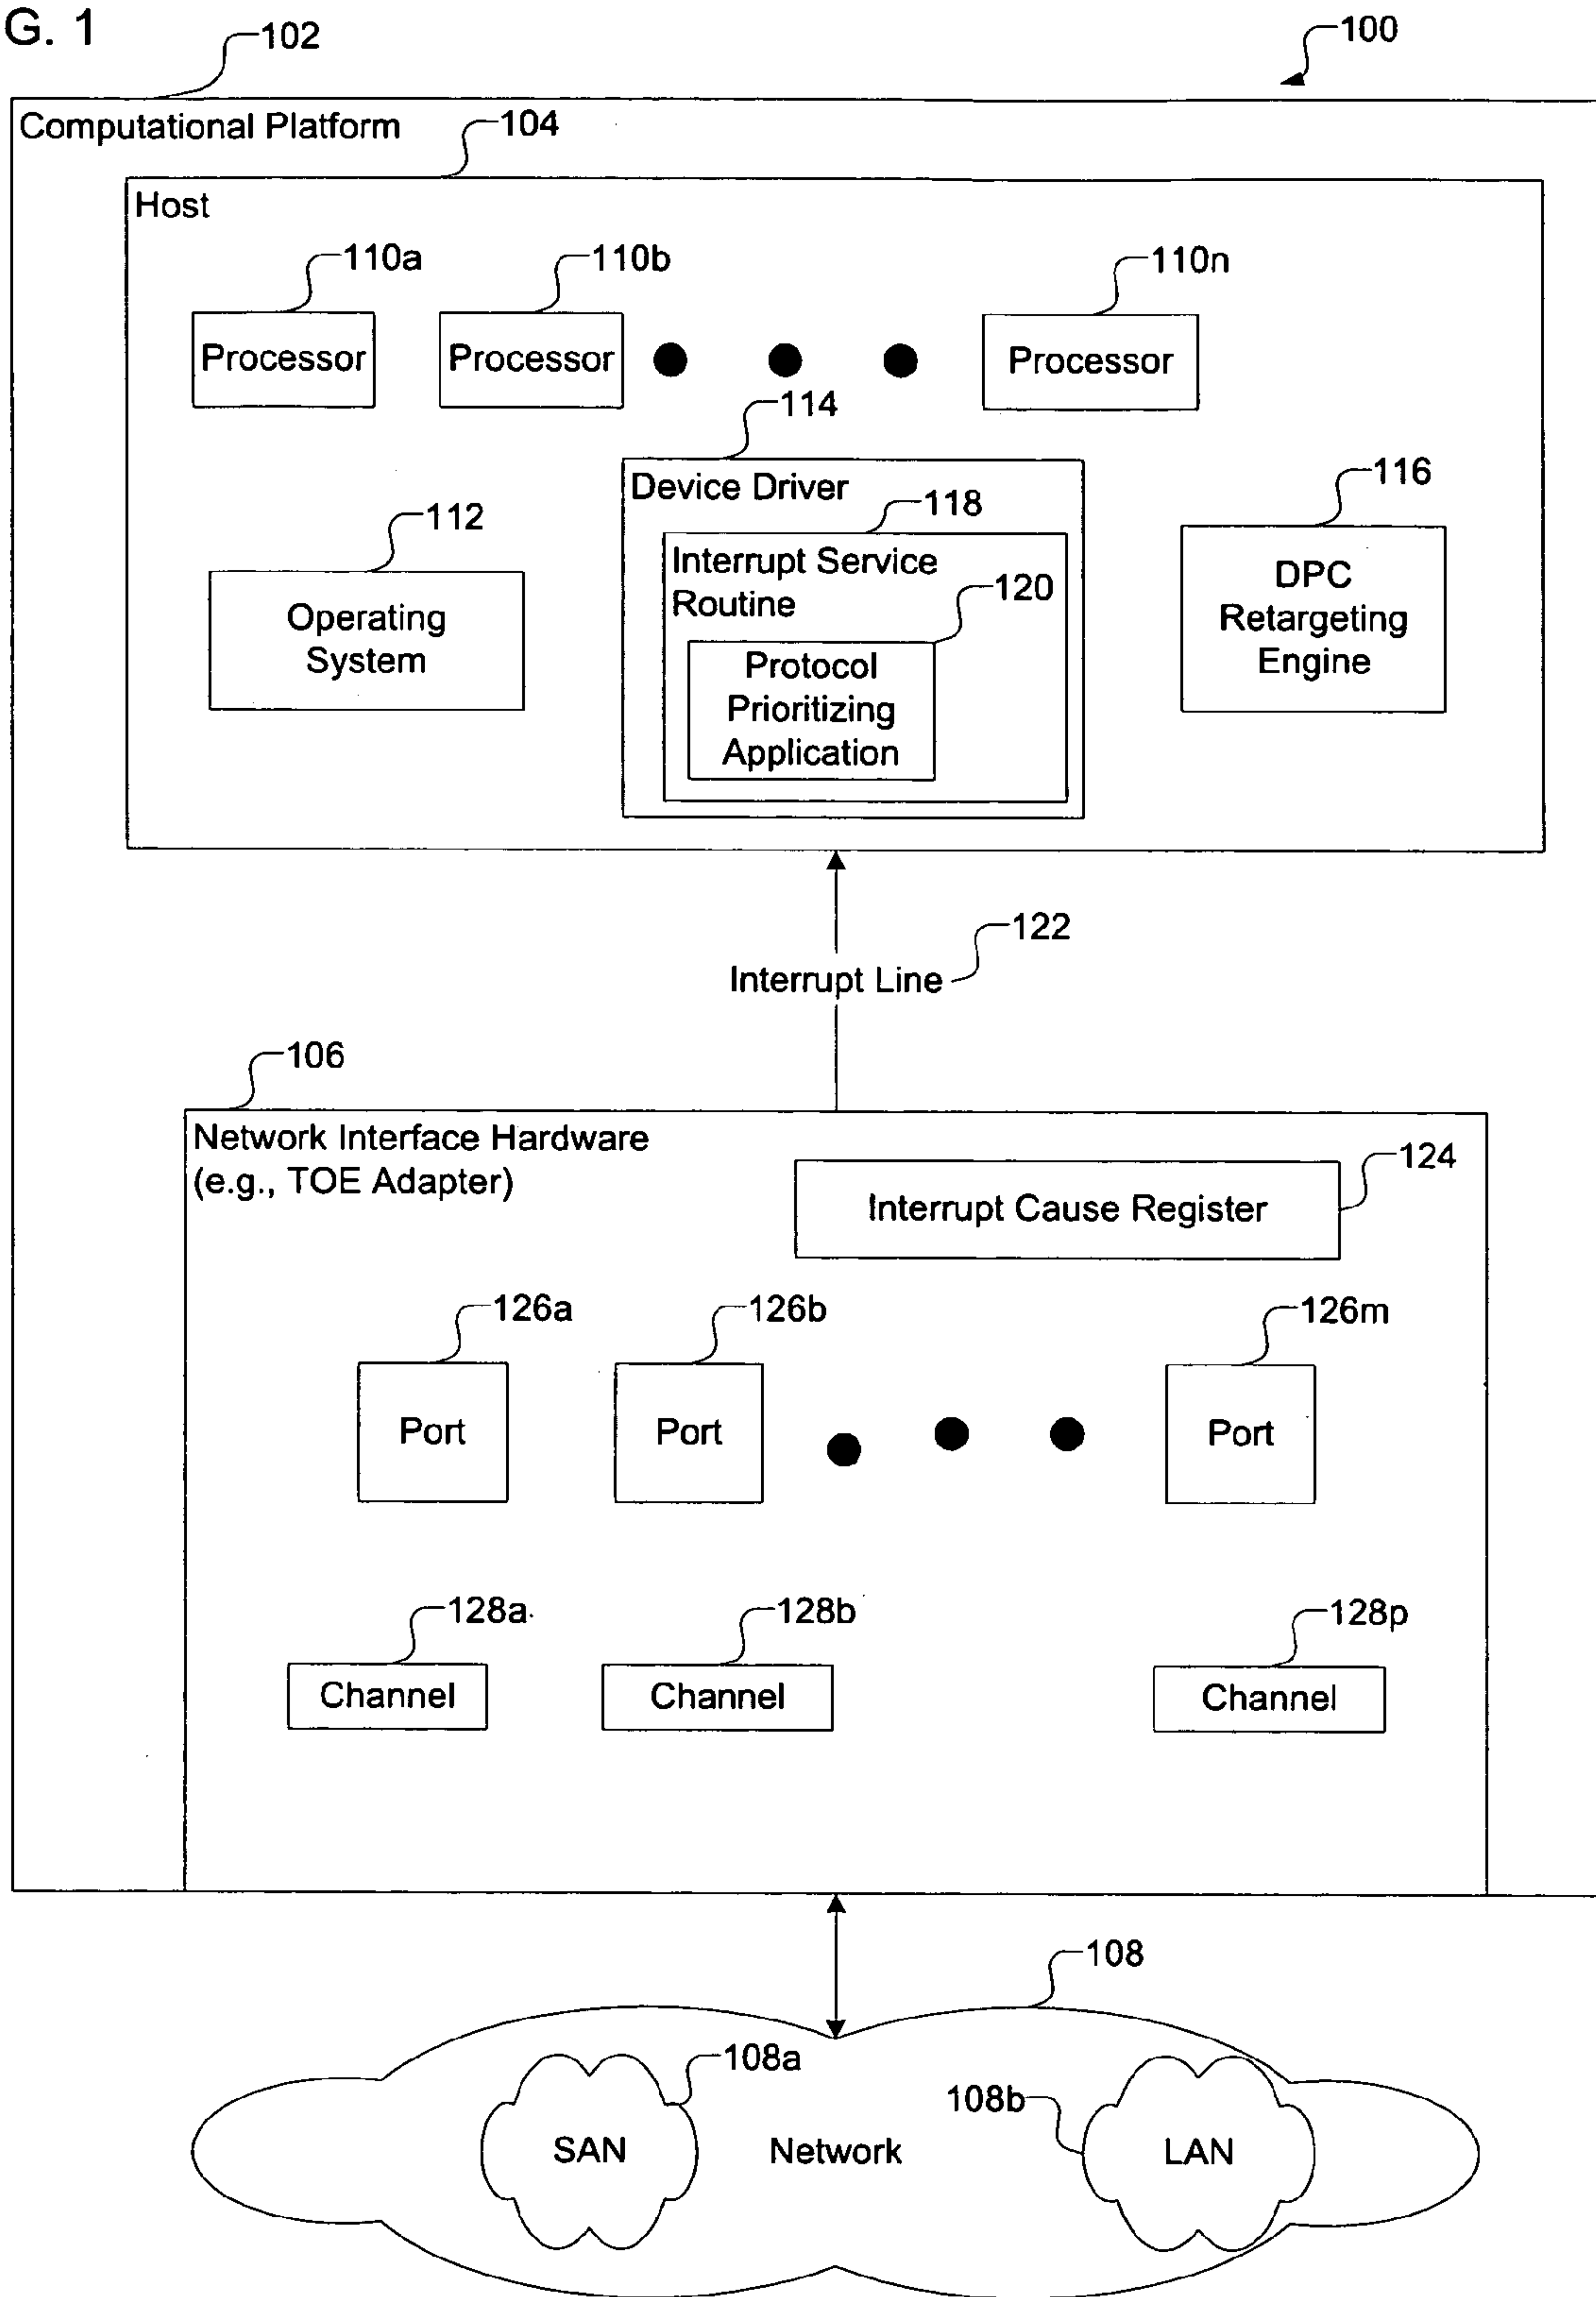 G. 1
102
100
Computational Platform
104
Host
110a
110b
110n
Processor
Processor
Processor
114
Device Driver
116
112
118
Interrupt Service
Routine
120
DPC
Retargeting
Engine
Operating
System
Protocol
Prioritizing
Application
122
Interrupt Line
106
Network Interface Hardware
(e.g., TOE Adapter)
124
Interrupt Cause Register
126a
126b
126m
Port
Port
Port
128a
128b
128p
Channel
Channel
Channel
108
108a
108b
SAN
Network
LAN